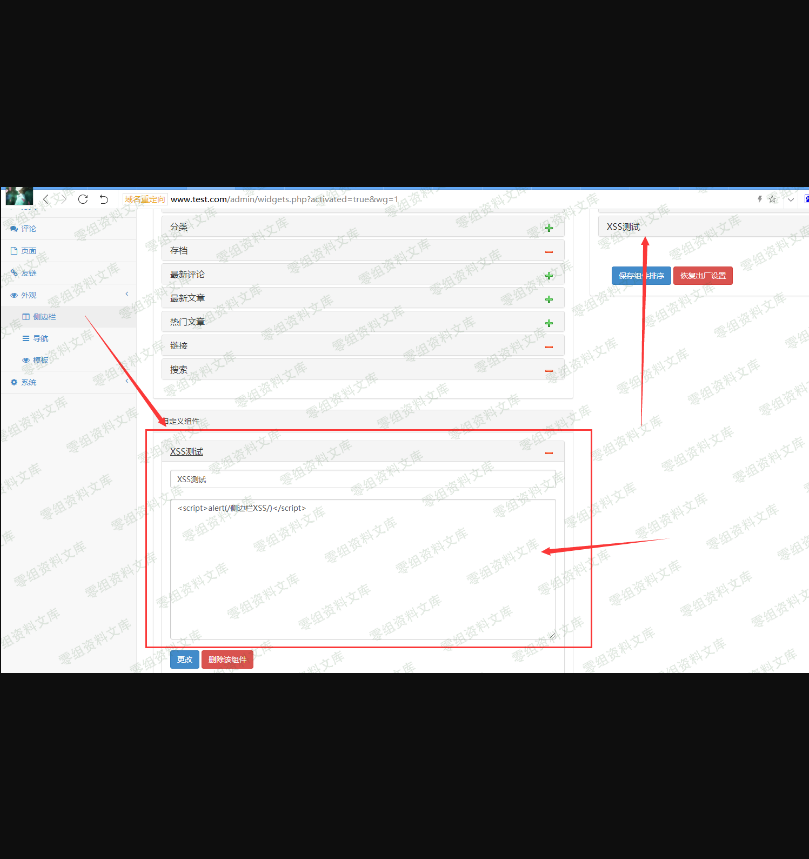 域名重定向 www.test.com/admin/widgets.php?activated=true&wg=1
评论
页面
友链
外观
侧边栏
导航
模板
系统
分类
存档
最新评论
最新文章
热门文章
链接
搜索
自定义组件
XSS测试
XSS测试
<script>alert(/侧边栏XSS/)</script>
更改 删除该组件
XSS测试
保存组件排序 恢复出厂设置
零组资料文库